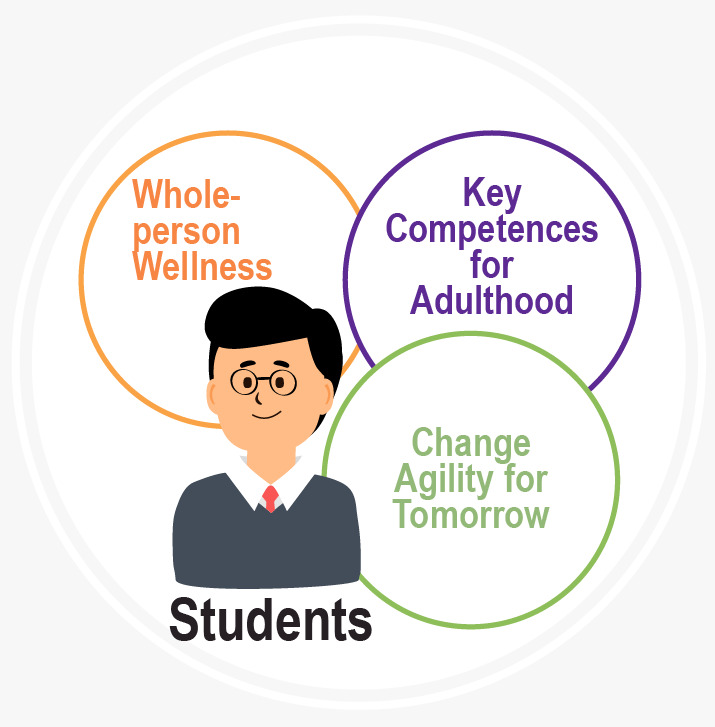 Whole-
person
Wellness
Key
Competences
for
Adulthood
Change
Agility for
Tomorrow
Students